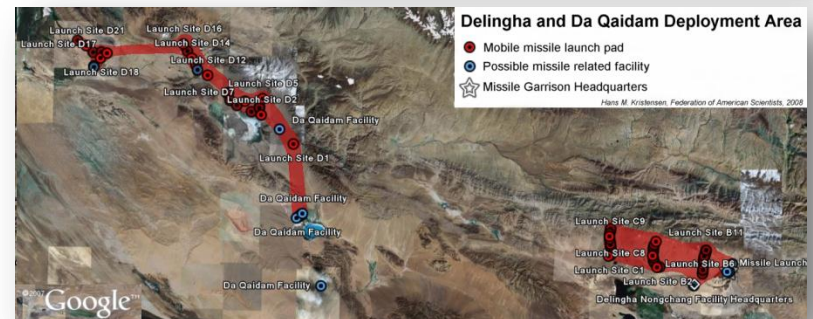 Delingha and Da Qaidam Deployment Area
Mobile missile launch pad
Possible missile related facility
Missile Garrison Headquarters
Hans M. Kristensen, Federation of American Scientists, 2008
Launch Site D21
Launch Site D16
Launch Site D17
Launch Site D14
Launch Site D18
Launch Site D12
Launch Site D5
Launch Site D7
Launch Site D2
Da Qaidam Facility
Launch Site D1
Da Qaidam Facility
Da Qaidam Facility
Da Qaidam Facility
Launch Site C9
Launch Site B11
Launch Site C8
Launch Site B6
Missile Launch
Launch Site C1
Launch Site B2
Delingha Nongchang Facility Headquarters
©2007 Google™